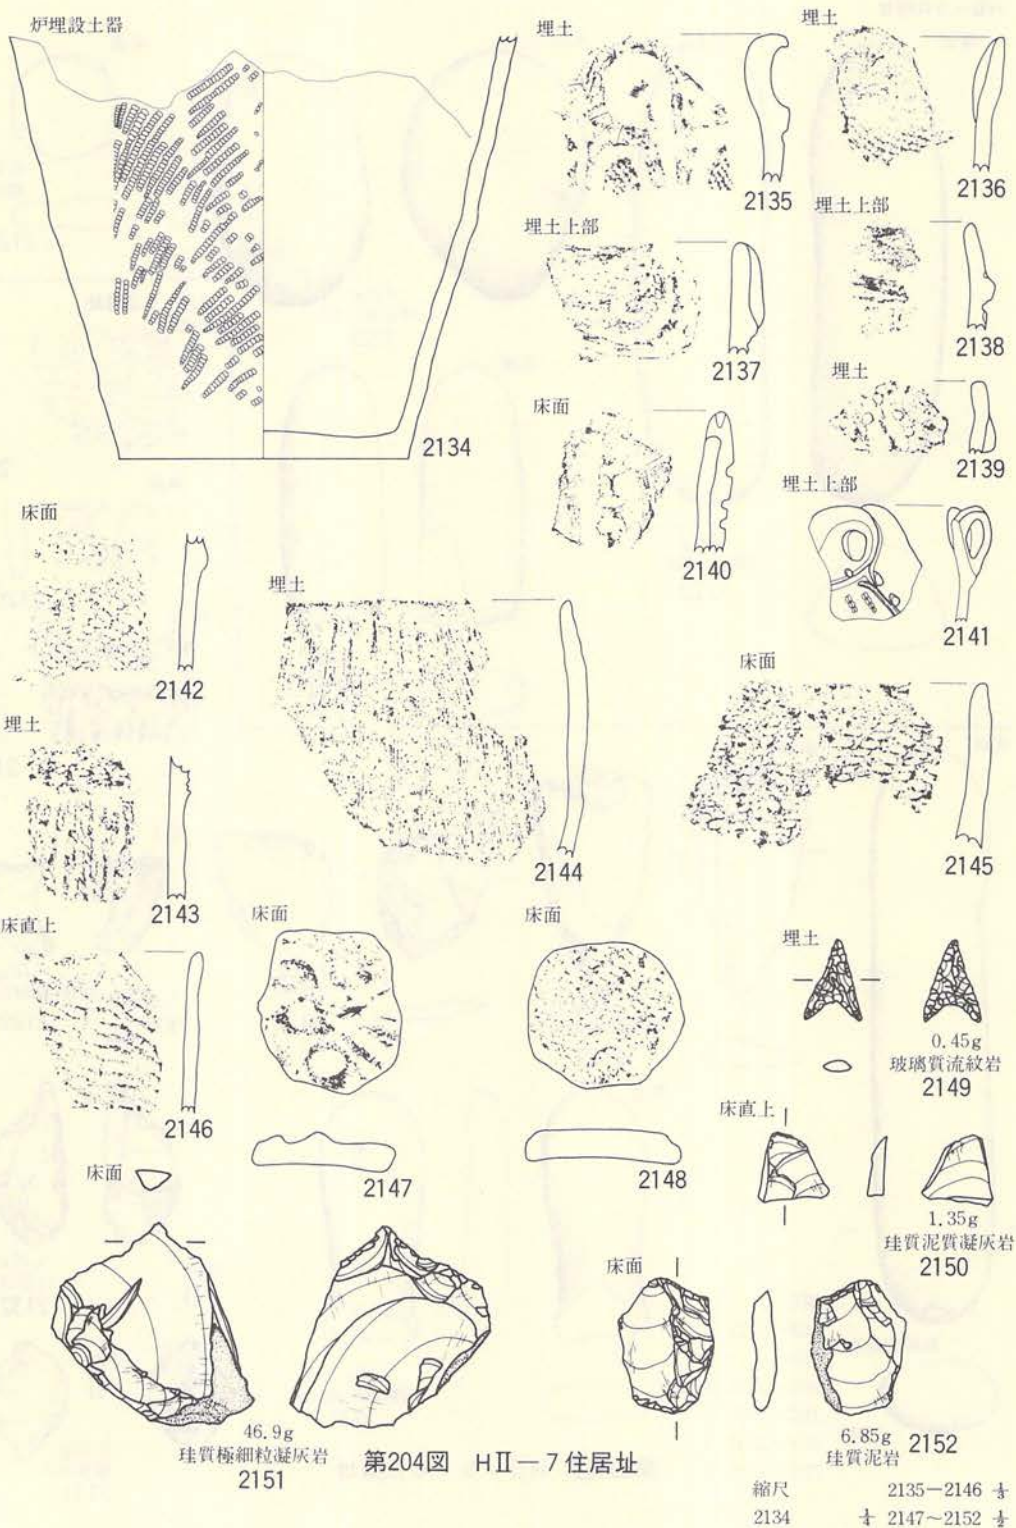 炉埋設土器
2134
埋土
2135
埋土
2136
埋土上部
2137
埋土上部
2138
床面
2140
埋土
2139
埋土上部
2141
床面
2142
埋土
2144
床面
2145
埋土
2143
床直上
2146
床面
2147
床面
2148
埋土
0.45g
玻璃質流紋岩
2149
床直上
1.35g
珪質泥質凝灰岩
2150
床面
46.9g
珪質極細粒凝灰岩
2151
床面
6.85g
珪質泥岩
2152
第204図 HⅡ−7住居址
縮尺 2135−2146 ⅓
2134 ¼ 2147〜2152 ½